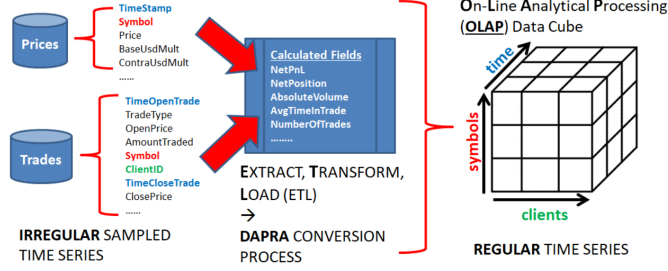 Prices
TimeStamp
Symbol
Price
BaseUsdMult
ContraUsdMult
......
Trades
TimeOpenTrade
TradeType
OpenPrice
AmountTraded
Symbol
ClientID
TimeCloseTrade
ClosePrice
......
IRREGULAR SAMPLED
TIME SERIES
Calculated Fields
NetPnL
NetPosition
AbsoluteVolume
AvgTimeInTrade
NumberOfTrades
........
EXTRACT, TRANSFORM,
LOAD (ETL)
→
DAPRA CONVERSION
PROCESS
On-Line Analytical Processing
(OLAP) Data Cube
time
symbols
clients
REGULAR TIME SERIES